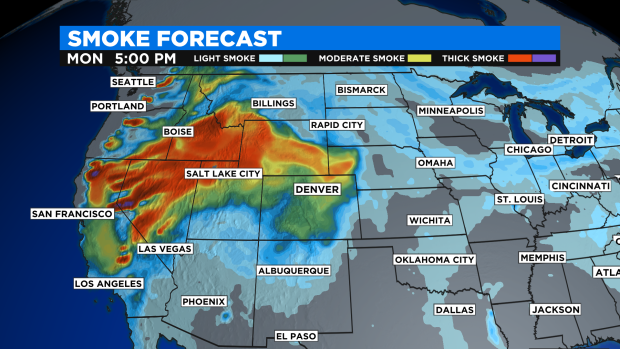 SMOKE FORECAST
MON 5:00 PM LIGHT SMOKE MODERATE SMOKE THICK SMOKE
SEATTLE
PORTLAND
BILLINGS
BISMARCK
MINNEAPOLIS
BOISE
RAPID CITY
DETROIT
CHICAGO
OMAHA
SALT LAKE CITY
DENVER
CINCINNATI
ST. LOUIS
SAN FRANCISCO
WICHITA
LAS VEGAS
OKLAHOMA CITY
MEMPHIS
ALBUQUERQUE
ATLA
LOS ANGELES
PHOENIX
DALLAS
JACKSON
EL PASO